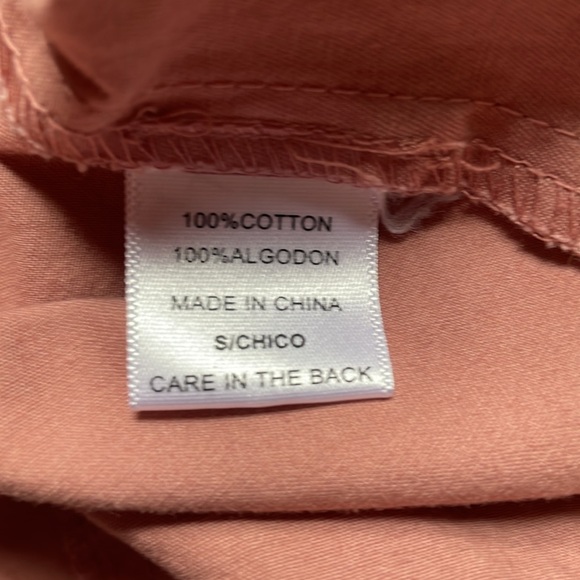 100%COTTON
100%ALGODON
MADE IN CHINA
S/CHICO
CARE IN THE BACK